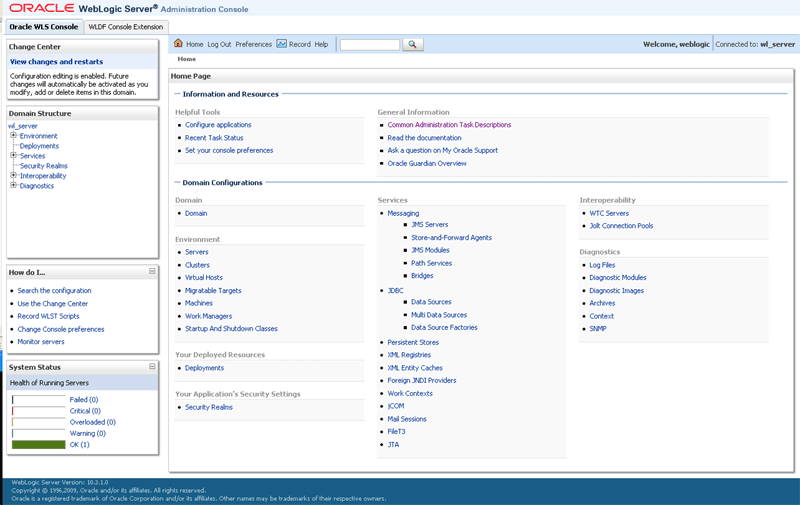 ORACLE WebLogic Server® Administration Console
Oracle WLS Console WLDF Console Extension
Change Center
View changes and restarts
Configuration editing is enabled. Future
changes will automatically be activated as you
modify, add or delete items in this domain.
Domain Structure
wl_server
Environment
Deployments
Services
Security Realms
Interoperability
Diagnostics
How do I...
Search the configuration
Use the Change Center
Record WLST Scripts
Change Console preferences
Monitor servers
System Status
Health of Running Servers
Failed (0)
Critical (0)
Overloaded (0)
Warning (0)
OK (1)
Home Log Out Preferences Record Help
Welcome, weblogic Connected to: wl_server
Home
Home Page
Information and Resources
Helpful Tools
Configure applications
Recent Task Status
Set your console preferences
General Information
Common Administration Task Descriptions
Read the documentation
Ask a question on My Oracle Support
Oracle Guardian Overview
Domain Configurations
Domain
Domain
Environment
Servers
Clusters
Virtual Hosts
Migratable Targets
Machines
Work Managers
Startup And Shutdown Classes
Your Deployed Resources
Deployments
Your Application's Security Settings
Security Realms
Services
Messaging
JMS Servers
Store-and-Forward Agents
JMS Modules
Path Services
Bridges
JDBC
Data Sources
Multi Data Sources
Data Source Factories
Persistent Stores
XML Registries
XML Entity Caches
Foreign JNDI Providers
Work Contexts
jCOM
Mail Sessions
FileT3
JTA
Interoperability
WTC Servers
Jolt Connection Pools
Diagnostics
Log Files
Diagnostic Modules
Diagnostic Images
Archives
Context
SNMP
WebLogic Server Version: 10.3.1.0
Copyright © 1996,2009, Oracle and/or its affiliates. All rights reserved.
Oracle is a registered trademark of Oracle Corporation and/or its affiliates. Other names may be trademarks of their respective owners.